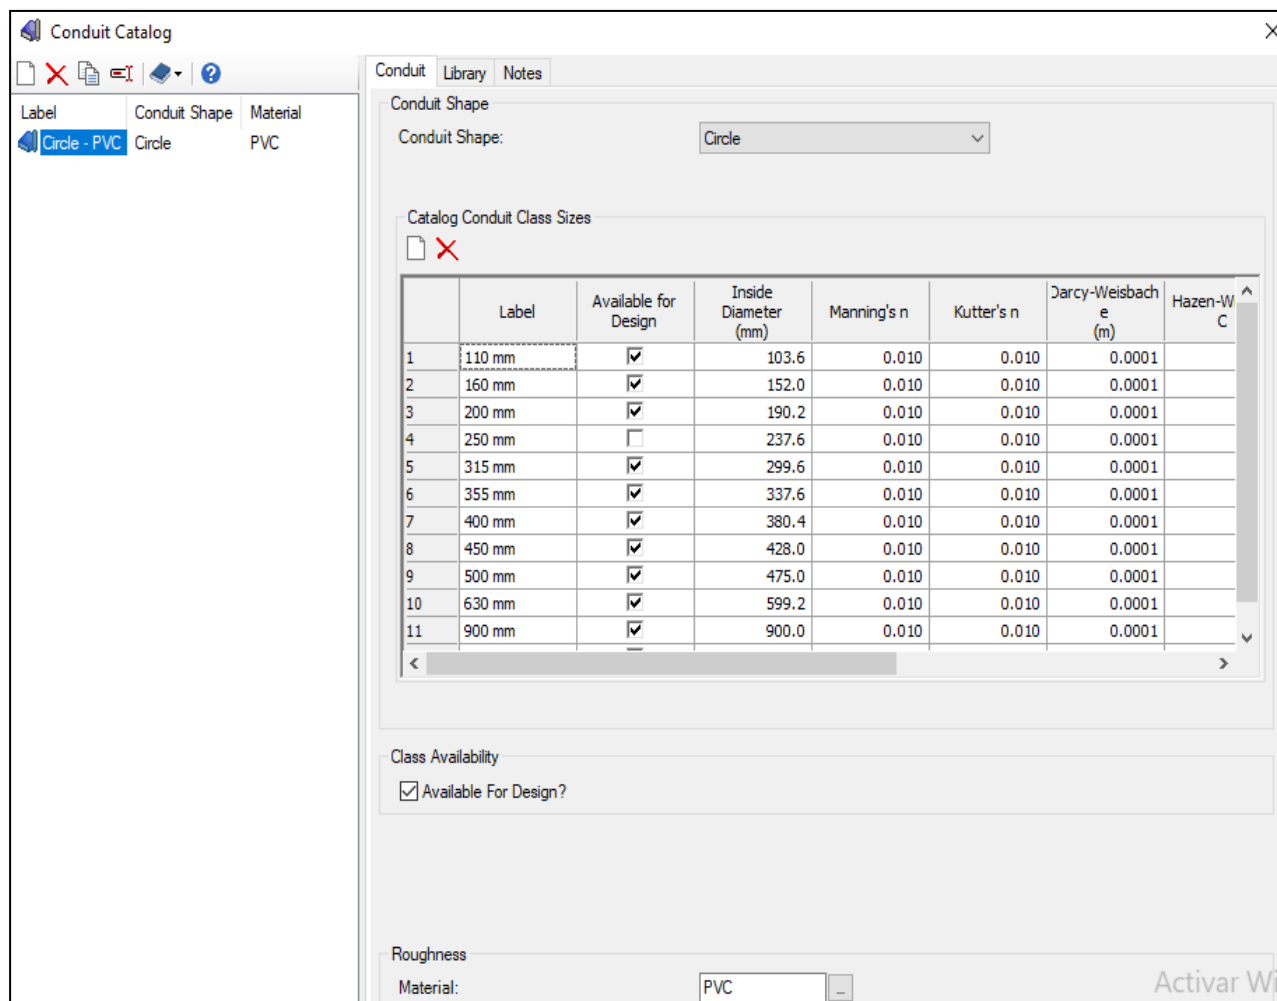 Conduit Catalog
Label Conduit Shape Material
Circle - PVC Circle PVC
Conduit Library Notes
Conduit Shape
Conduit Shape: Circle
Catalog Conduit Class Sizes
Label Available for Design Inside Diameter (mm) Manning's n Kutter's n Darcy-Weisbach e (m) Hazen-W C
1 110 mm 103.6 0.010 0.010 0.0001
2 160 mm 152.0 0.010 0.010 0.0001
3 200 mm 190.2 0.010 0.010 0.0001
4 250 mm 237.6 0.010 0.010 0.0001
5 315 mm 299.6 0.010 0.010 0.0001
6 355 mm 337.6 0.010 0.010 0.0001
7 400 mm 380.4 0.010 0.010 0.0001
8 450 mm 428.0 0.010 0.010 0.0001
9 500 mm 475.0 0.010 0.010 0.0001
10 630 mm 599.2 0.010 0.010 0.0001
11 900 mm 900.0 0.010 0.010 0.0001
Class Availability
Available For Design?
Roughness
Material: PVC ...
Activar Wi